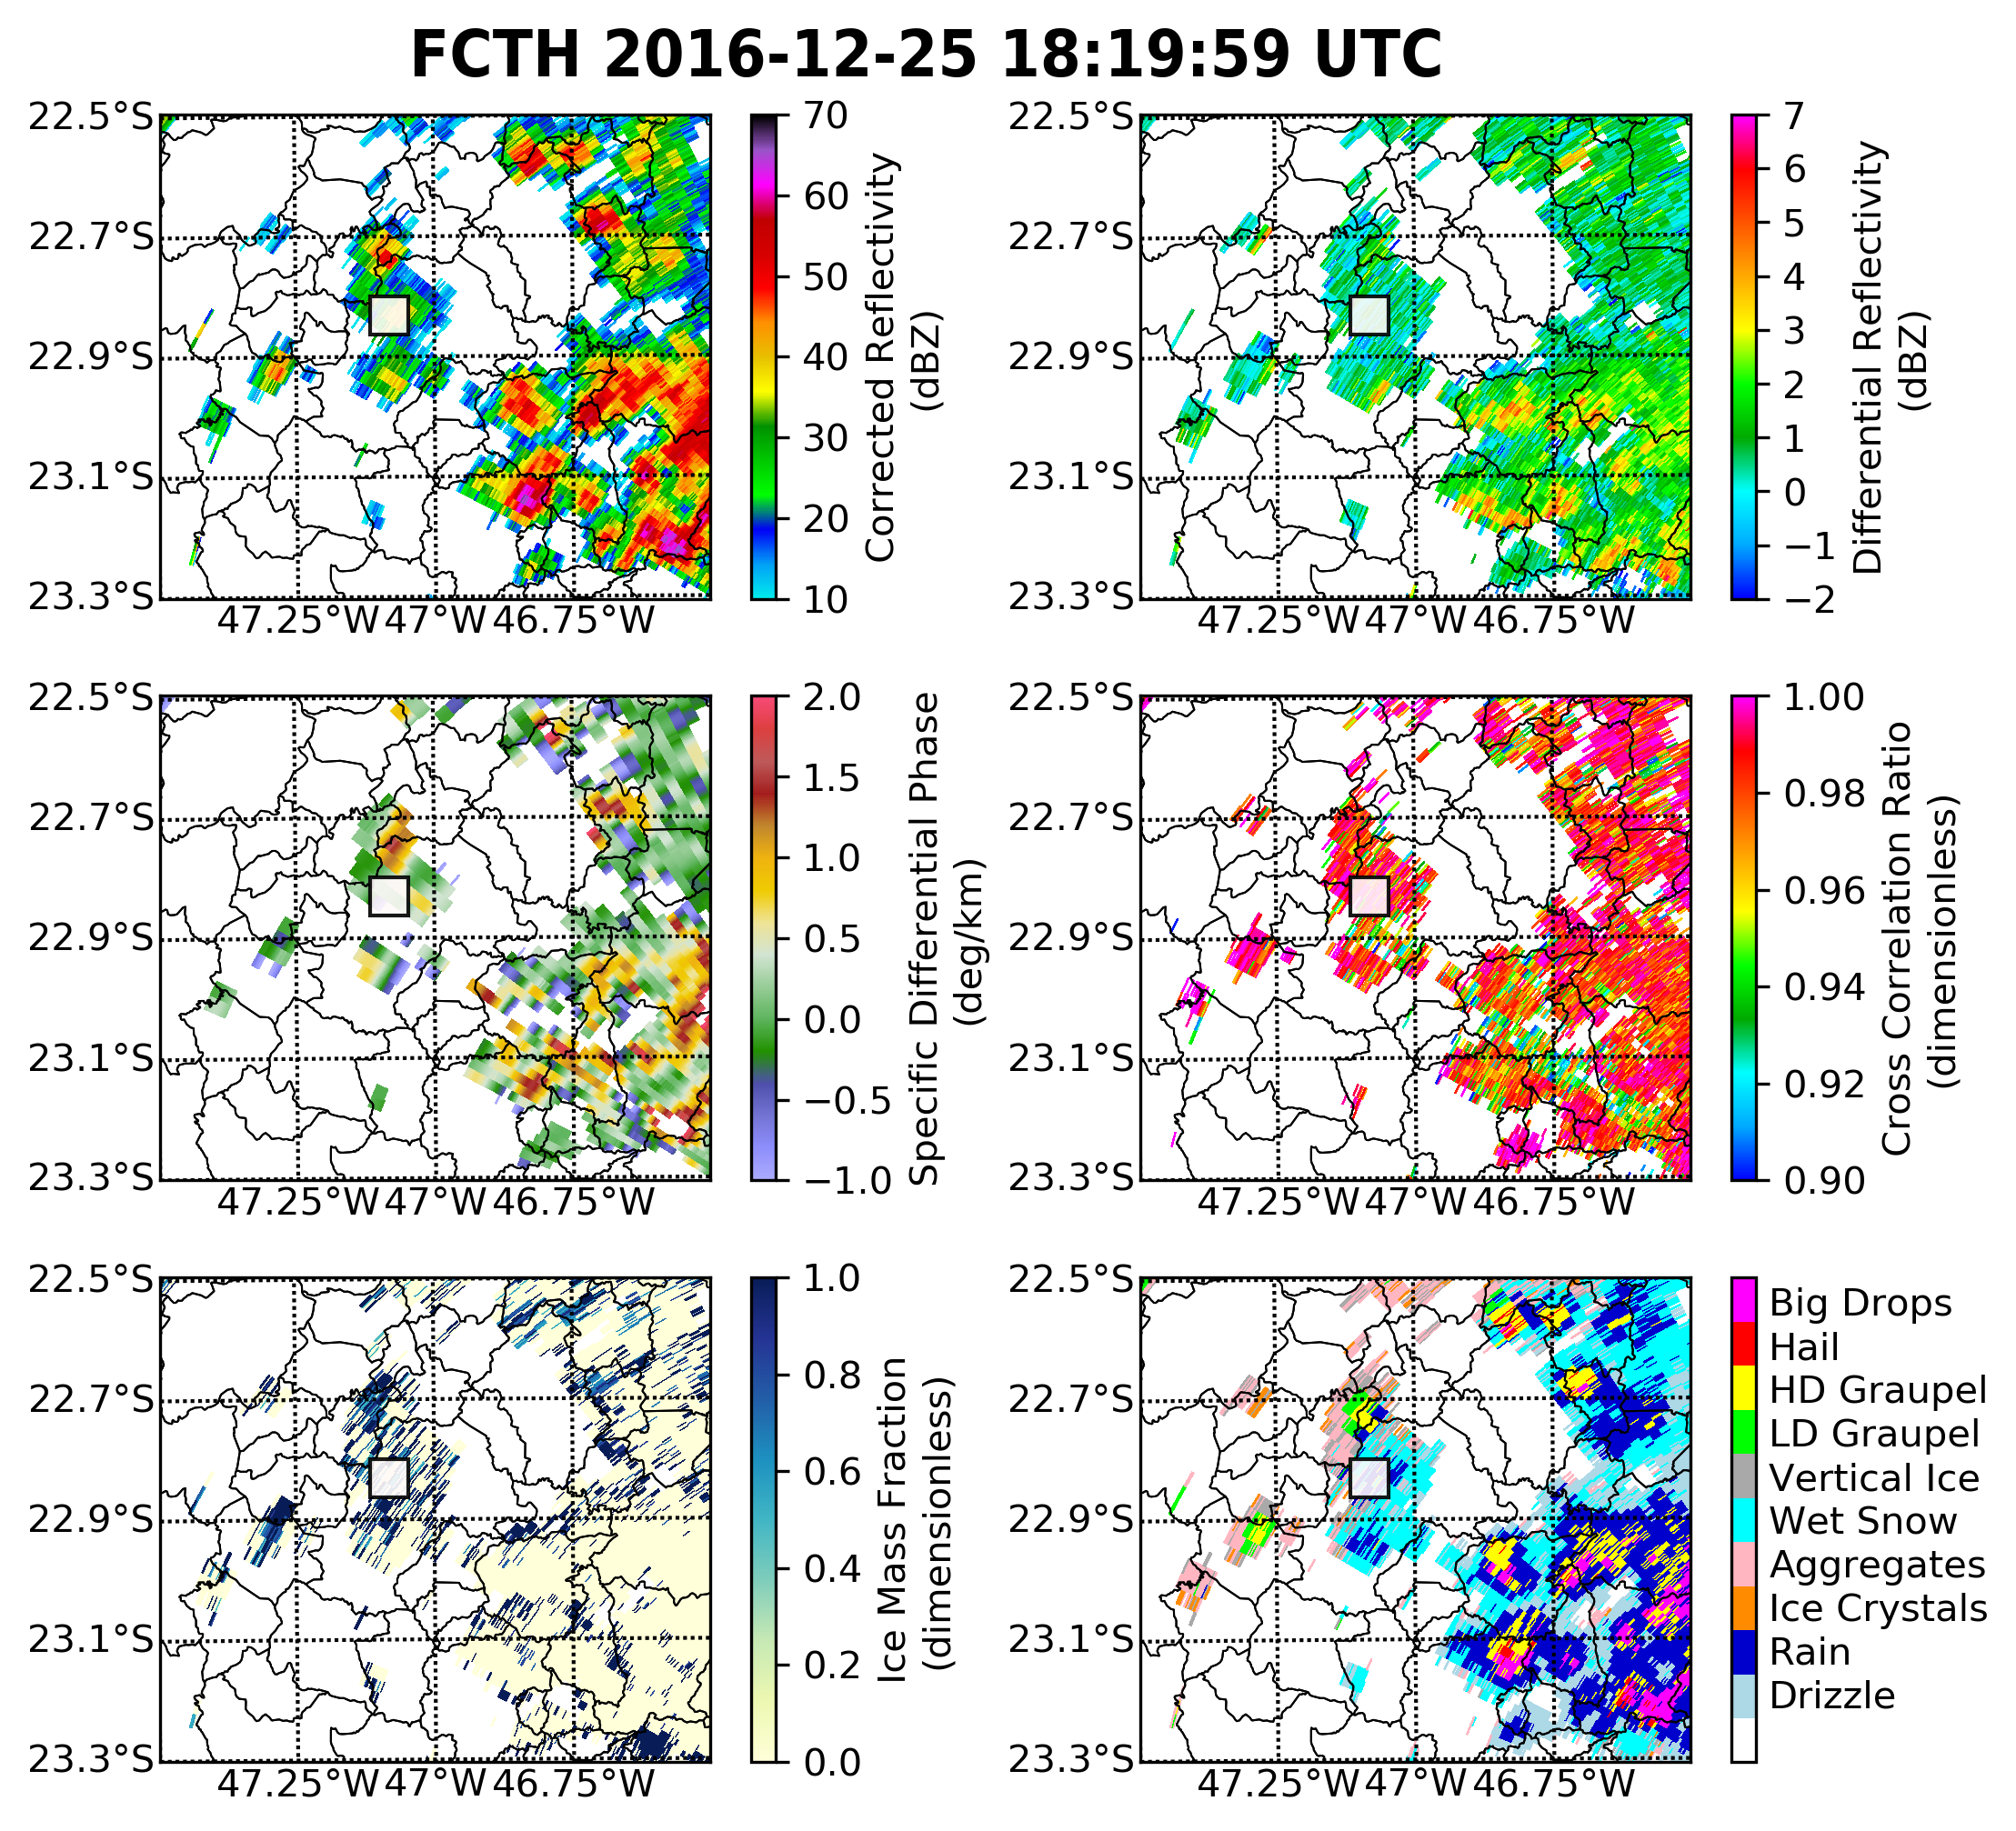 FCTH 2016-12-25 18:19:59 UTC
22.5°S
22.7°S
22.9°S
23.1°S
23.3°S
47.25°W 47°W 46.75°W
70
60
50
40
30
20
10
Corrected Reflectivity
(dBZ)
22.5°S
22.7°S
22.9°S
23.1°S
23.3°S
47.25°W 47°W 46.75°W
7
6
5
4
3
2
1
0
−1
−2
Differential Reflectivity
(dBZ)
22.5°S
22.7°S
22.9°S
23.1°S
23.3°S
47.25°W 47°W 46.75°W
2.0
1.5
1.0
0.5
0.0
−0.5
−1.0
Specific Differential Phase
(deg/km)
22.5°S
22.7°S
22.9°S
23.1°S
23.3°S
47.25°W 47°W 46.75°W
1.00
0.98
0.96
0.94
0.92
0.90
Cross Correlation Ratio
(dimensionless)
22.5°S
22.7°S
22.9°S
23.1°S
23.3°S
47.25°W 47°W 46.75°W
1.0
0.8
0.6
0.4
0.2
0.0
Ice Mass Fraction
(dimensionless)
22.5°S
22.7°S
22.9°S
23.1°S
23.3°S
47.25°W 47°W 46.75°W
Big Drops
Hail
HD Graupel
LD Graupel
Vertical Ice
Wet Snow
Aggregates
Ice Crystals
Rain
Drizzle